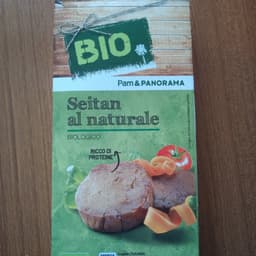 BIO
Pam & PANORAMA
Seitan
al naturale
BIOLOGICO
RICCO DI
PROTEINE